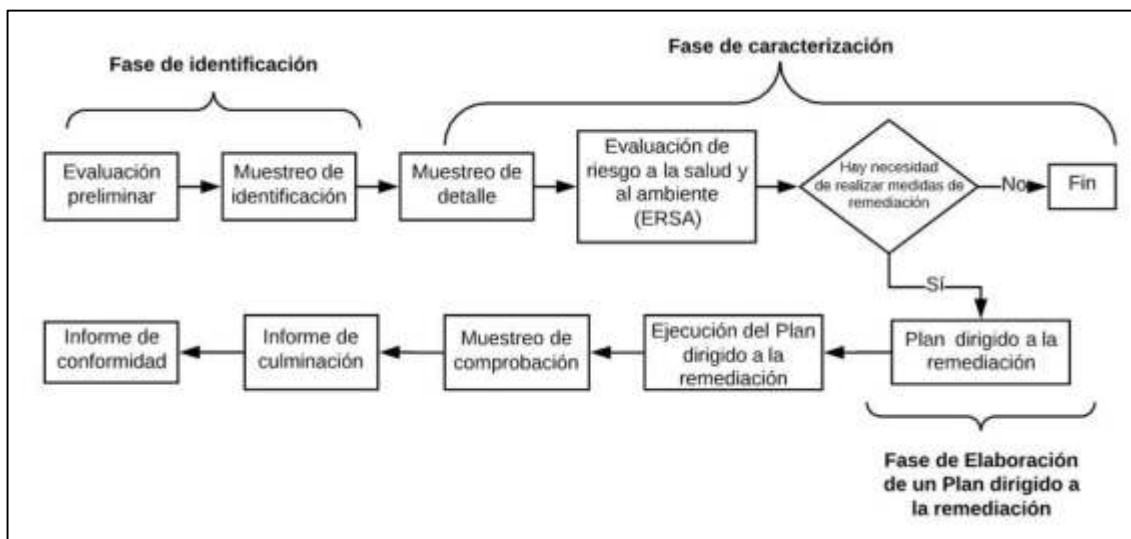 Fase de identificación
Fase de caracterización
Evaluación
preliminar
Muestreo de
identificación
Muestreo de
detalle
Evaluación de
riesgo a la salud y
al ambiente
(ERSA)
Hay necesidad
de realizar medidas de
remediación
No
Fin
Sí
Informe de
conformidad
Informe de
culminación
Muestreo de
comprobación
Ejecución del Plan
dirigido a la
remediación
Plan dirigido a la
remediación
Fase de Elaboración
de un Plan dirigido a
la remediación